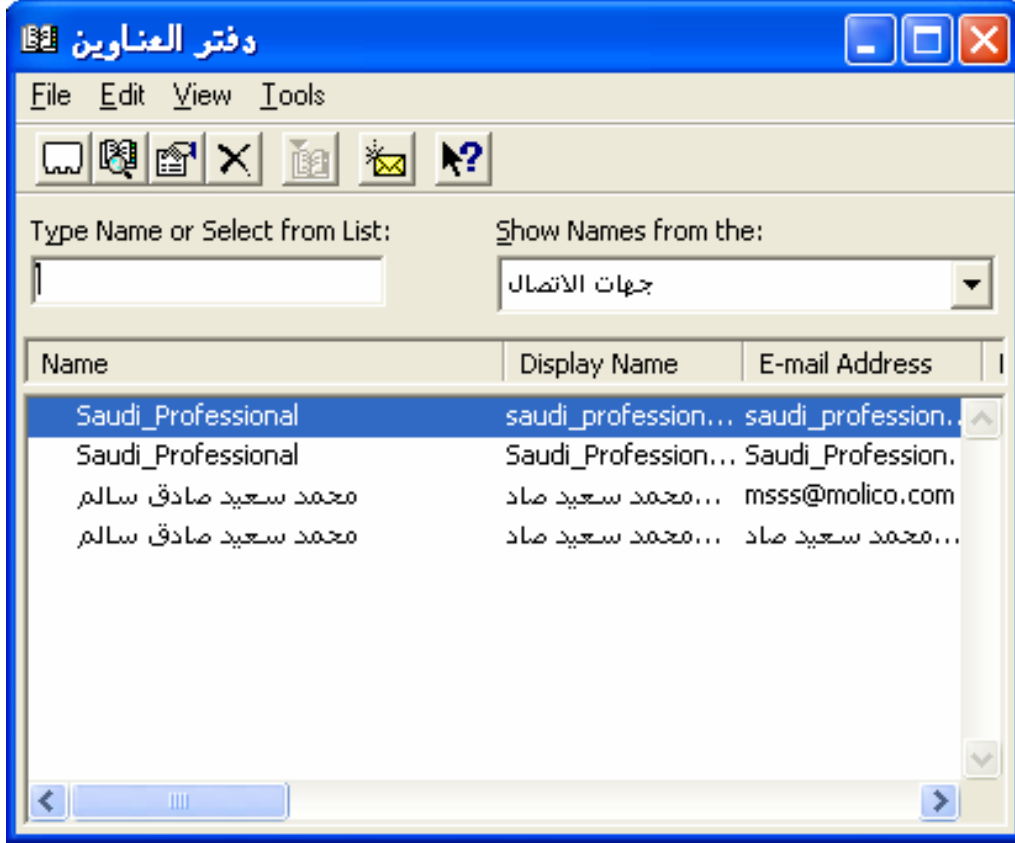 دفتر العناوين
File Edit View Tools
Type Name or Select from List: Show Names from the:
جهات الاتصال
Name Display Name E-mail Address
Saudi_Professional saudi_profession... saudi_profession..
Saudi_Professional Saudi_Profession... Saudi_Profession.
محمد سعيد صادق سالم محمد سعيد صاد... msss@molico.com
محمد سعيد صادق سالم محمد سعيد صاد... محمد سعيد صاد...